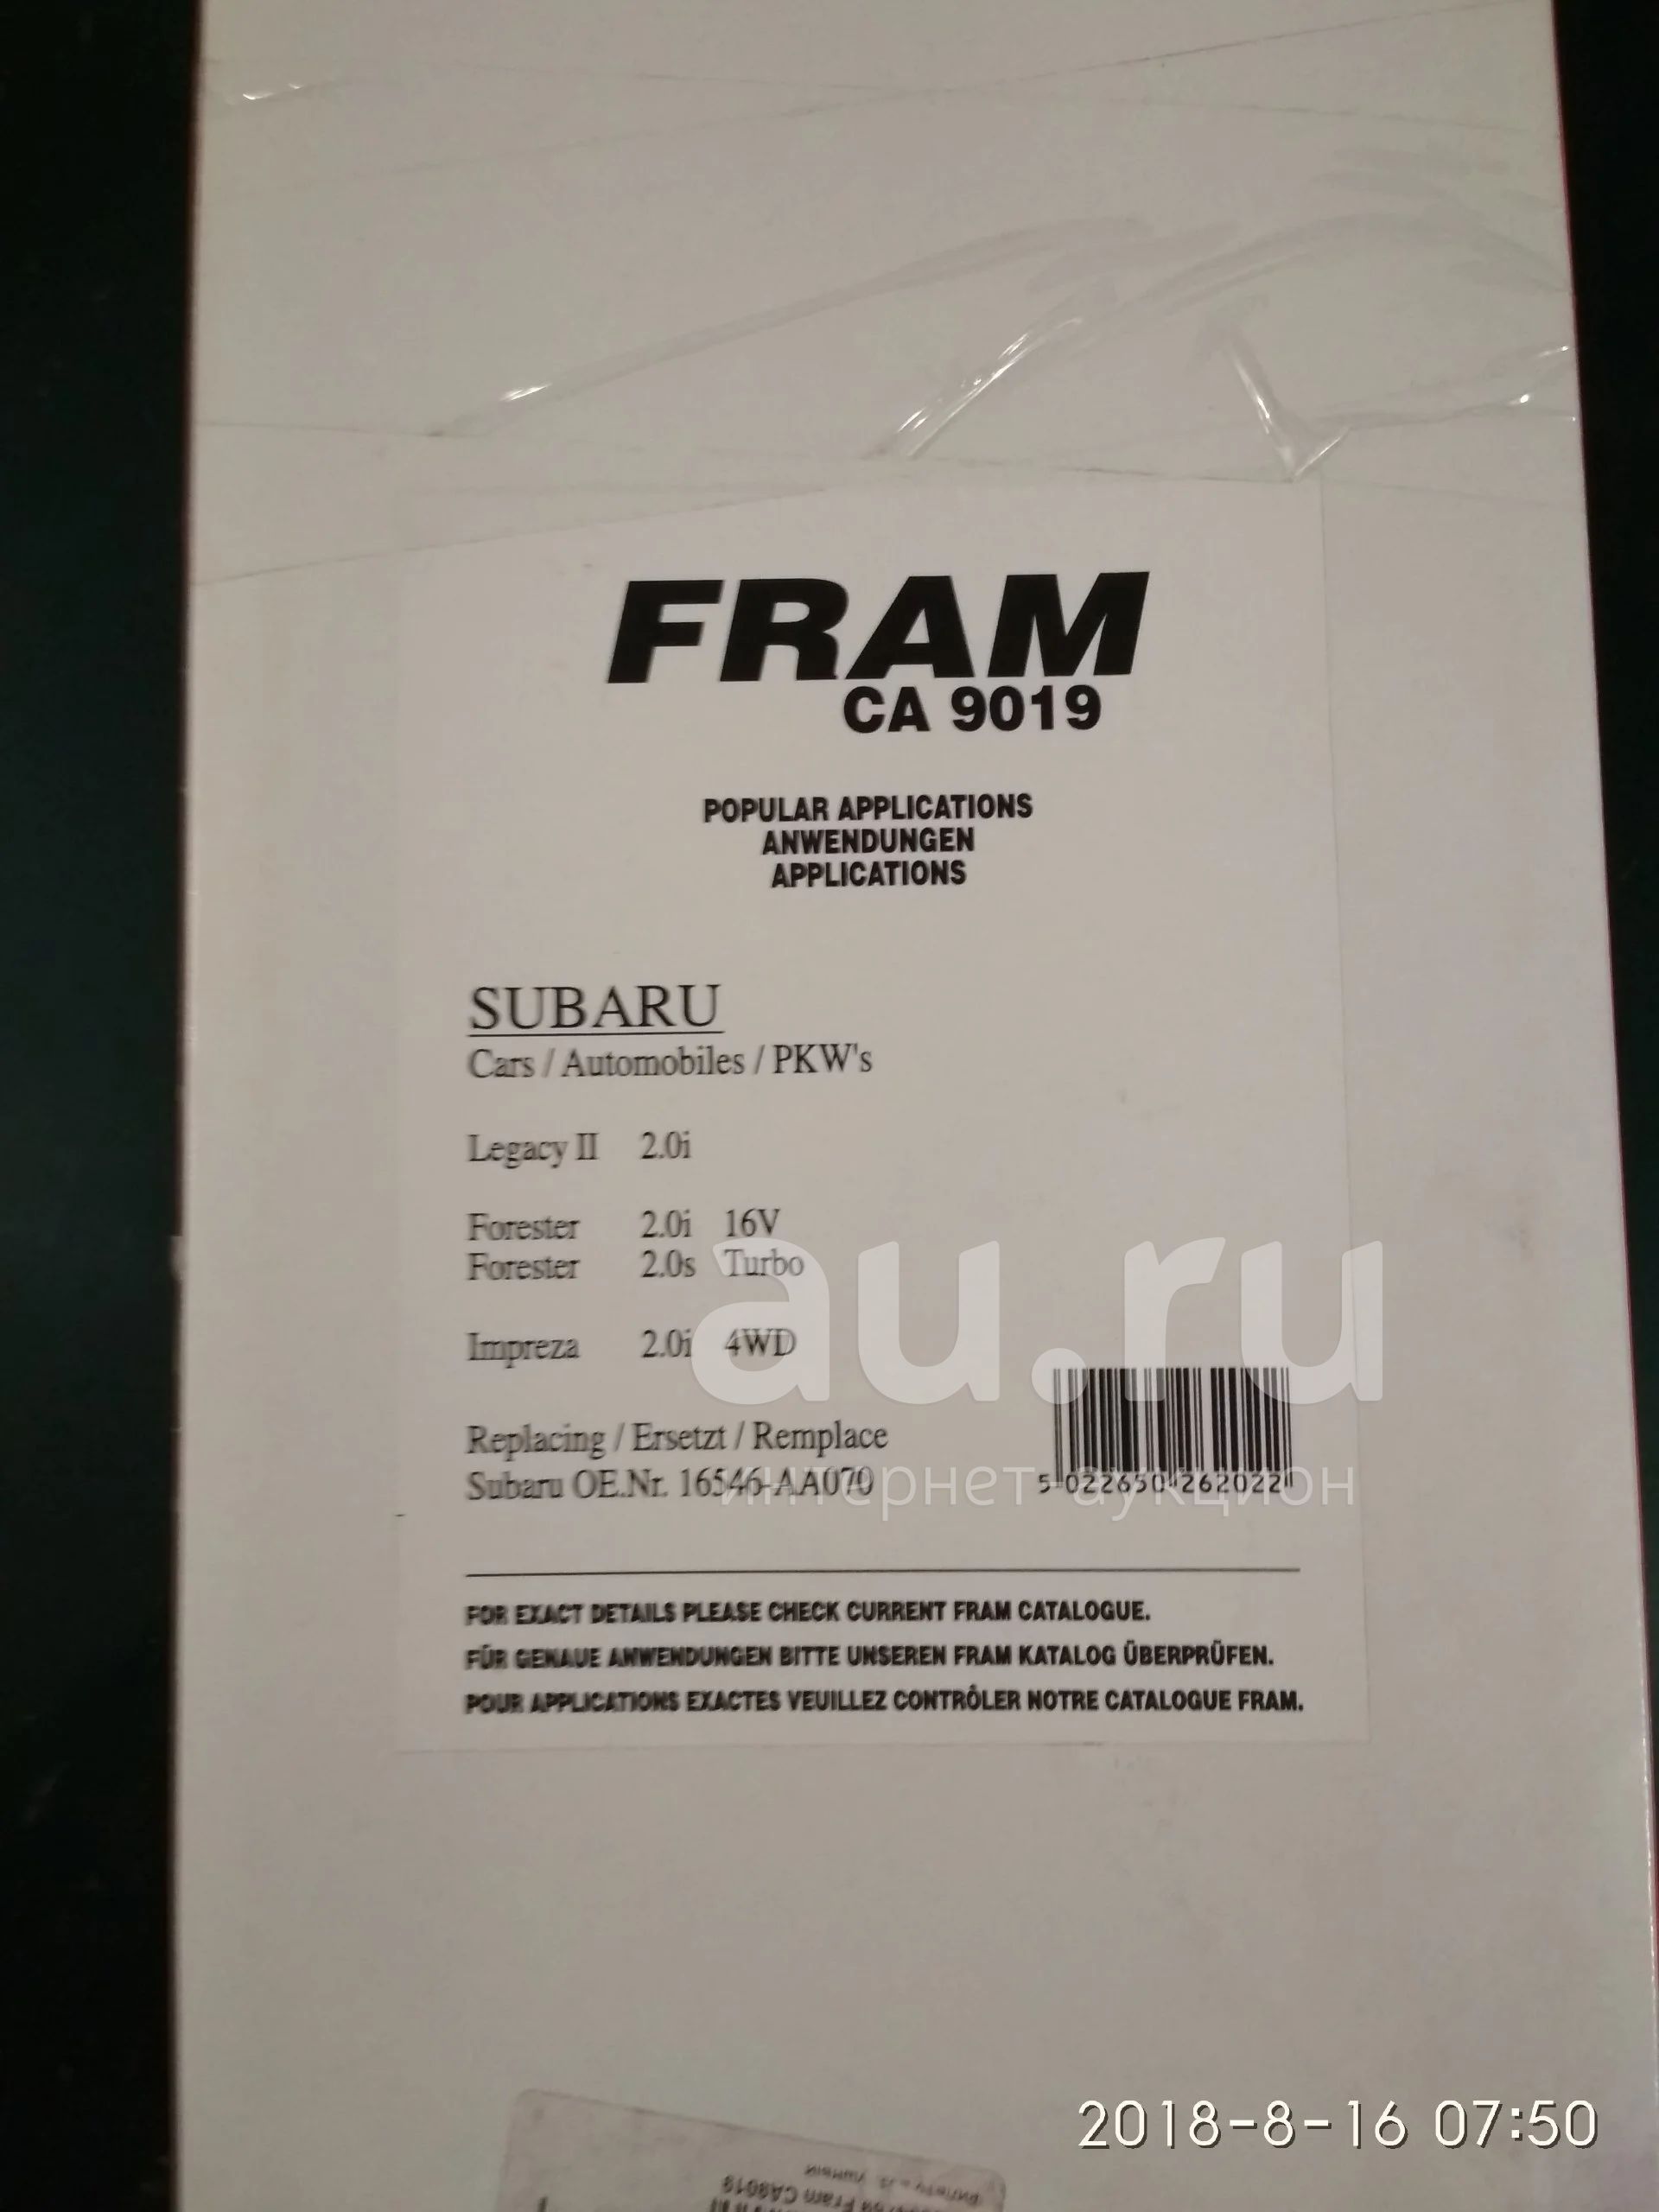 FRAM
CA 9019
POPULAR APPLICATIONS
ANWENDUNGEN
APPLICATIONS
SUBARU
Cars / Automobiles / PKW's
Legacy II 2.0i
Forester 2.0i 16V
Forester 2.0s Turbo
Impreza 2.0i 4WD
au.ru
интернет-аукцион
Replacing / Ersetzt / Remplace
Subaru OE.Nr. 16546-AA070
5 022650 262022
FOR EXACT DETAILS PLEASE CHECK CURRENT FRAM CATALOGUE.
FÜR GENAUE ANWENDUNGEN BITTE UNSEREN FRAM KATALOG ÜBERPRÜFEN.
POUR APPLICATIONS EXACTES VEUILLEZ CONTRÔLER NOTRE CATALOGUE FRAM.
2018-8-16 07:50
Fram CA9019